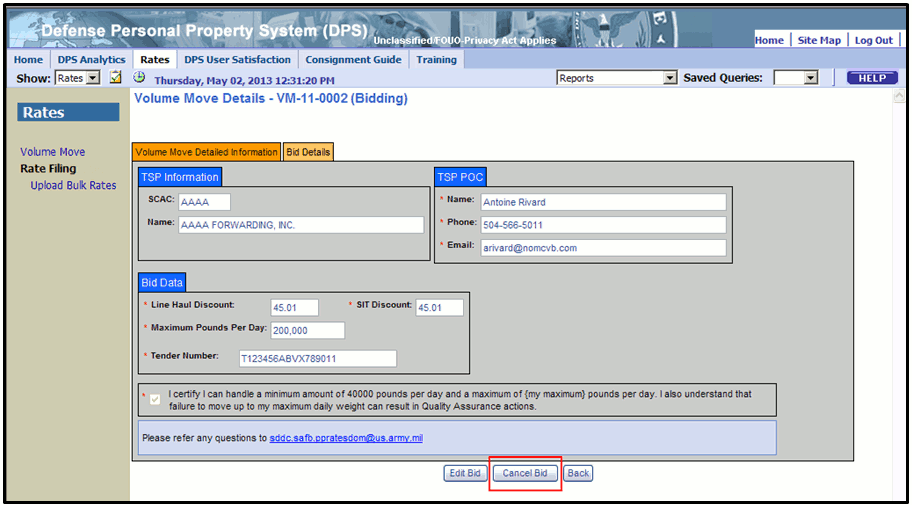 Defense Personal Property System (DPS)
Unclassified/FOUO-Privacy Act Applies
Home | Site Map | Log Out |
Home DPS Analytics Rates DPS User Satisfaction Consignment Guide Training
Show: Rates Thursday, May 02, 2013 12:31:20 PM Reports Saved Queries: HELP
Rates
Volume Move
Rate Filing
Upload Bulk Rates
Volume Move Details - VM-11-0002 (Bidding)
Volume Move Detailed Information Bid Details
TSP Information
SCAC: AAAA
Name: AAAA FORWARDING, INC.
TSP POC
* Name: Antoine Rivard
* Phone: 504-566-5011
* Email: arivard@nomcvb.com
Bid Data
* Line Haul Discount: 45.01 * SIT Discount: 45.01
* Maximum Pounds Per Day: 200,000
* Tender Number: T123456ABVX789011
* I certify I can handle a minimum amount of 40000 pounds per day and a maximum of {my maximum} pounds per day. I also understand that
failure to move up to my maximum daily weight can result in Quality Assurance actions.
Please refer any questions to sddc.safb.ppratesdom@us.army.mil
Edit Bid Cancel Bid Back